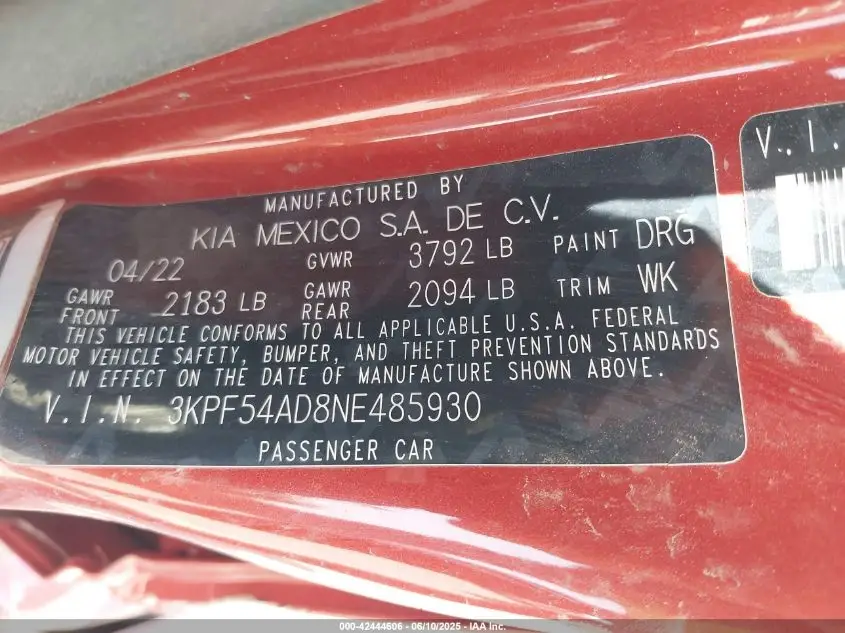 MANUFACTURED BY
KIA MEXICO S.A. DE C.V.
04/22 GVWR 3792 LB PAINT DRG
GAWR FRONT 2183 LB GAWR REAR 2094 LB TRIM WK
THIS VEHICLE CONFORMS TO ALL APPLICABLE U.S.A. FEDERAL
MOTOR VEHICLE SAFETY, BUMPER, AND THEFT PREVENTION STANDARDS
IN EFFECT ON THE DATE OF MANUFACTURE SHOWN ABOVE.
V.I.N. 3KPF54AD8NE485930
PASSENGER CAR
V.I.
000-42444606 - 06/10/2025 - IAA Inc.